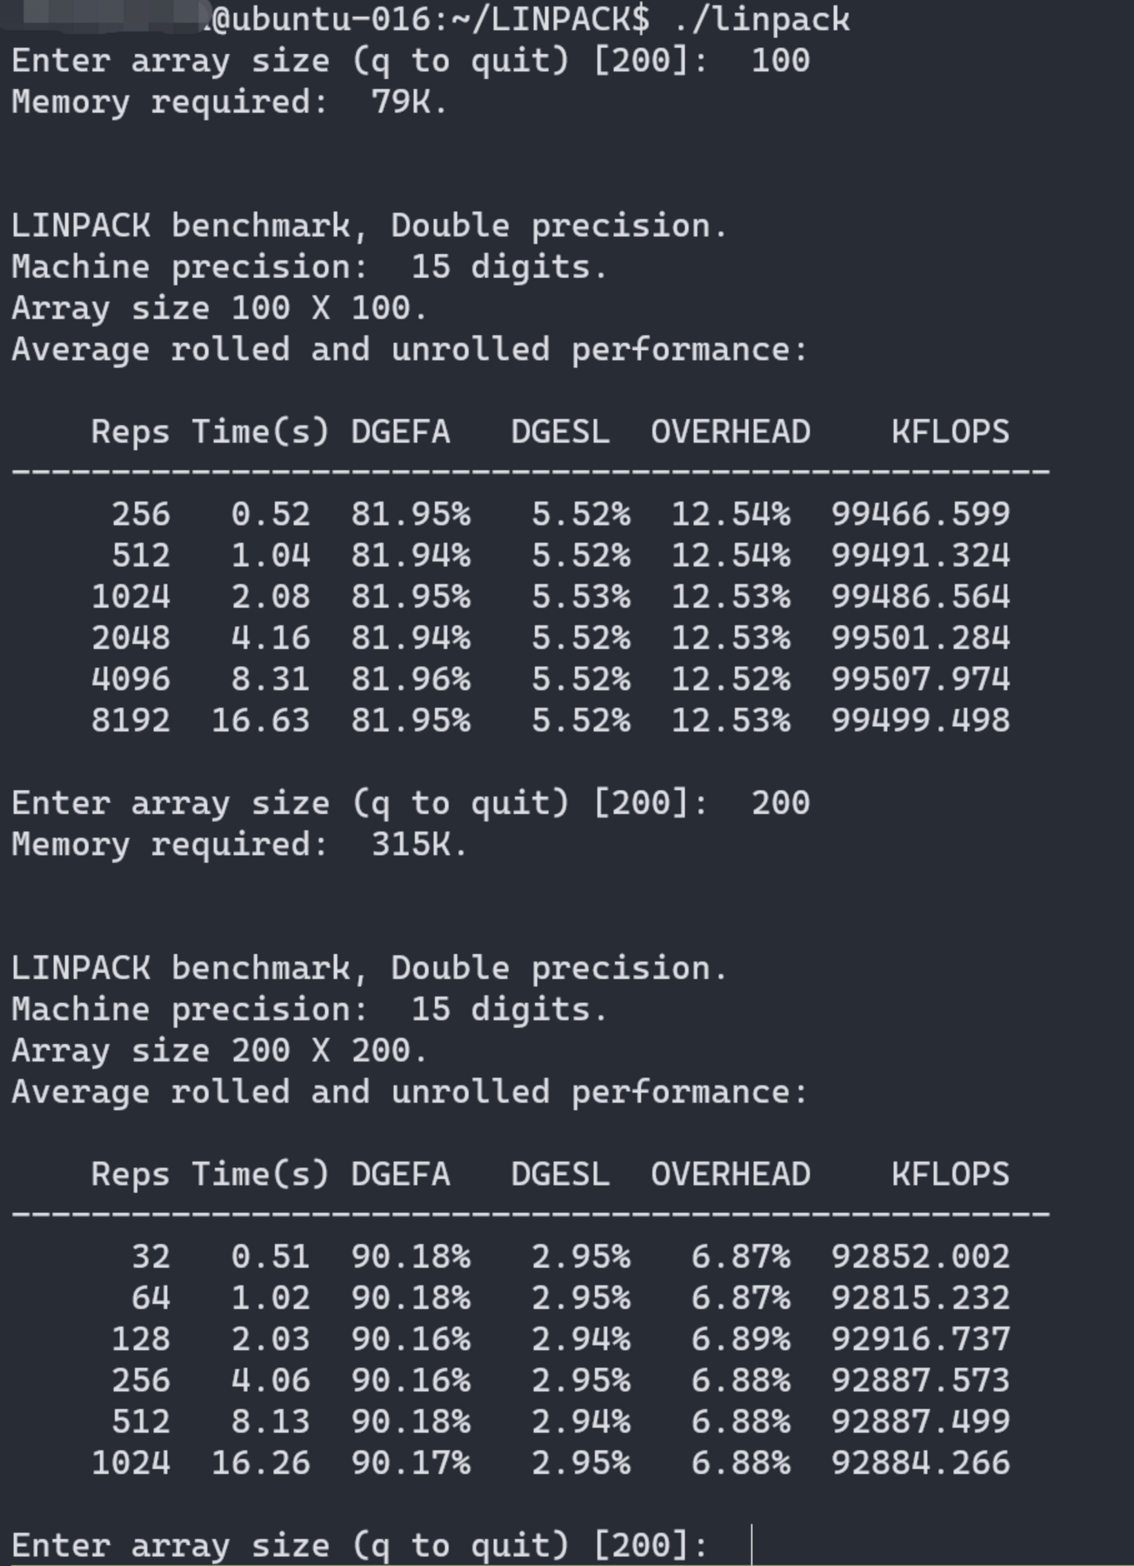 @ubuntu-016:~/LINPACK$ ./linpack
Enter array size (q to quit) [200]:  100
Memory required:  79K.
LINPACK benchmark, Double precision.
Machine precision:  15 digits.
Array size 100 X 100.
Average rolled and unrolled performance:
    Reps Time(s) DGEFA   DGESL  OVERHEAD    KFLOPS
----------------------------------------------------
     256   0.52  81.95%   5.52%  12.54%  99466.599
     512   1.04  81.94%   5.52%  12.54%  99491.324
    1024   2.08  81.95%   5.53%  12.53%  99486.564
    2048   4.16  81.94%   5.52%  12.53%  99501.284
    4096   8.31  81.96%   5.52%  12.52%  99507.974
    8192  16.63  81.95%   5.52%  12.53%  99499.498
Enter array size (q to quit) [200]:  200
Memory required:  315K.
LINPACK benchmark, Double precision.
Machine precision:  15 digits.
Array size 200 X 200.
Average rolled and unrolled performance:
    Reps Time(s) DGEFA   DGESL  OVERHEAD    KFLOPS
----------------------------------------------------
      32   0.51  90.18%   2.95%   6.87%  92852.002
      64   1.02  90.18%   2.95%   6.87%  92815.232
     128   2.03  90.16%   2.94%   6.89%  92916.737
     256   4.06  90.16%   2.95%   6.88%  92887.573
     512   8.13  90.18%   2.94%   6.88%  92887.499
    1024  16.26  90.17%   2.95%   6.88%  92884.266
Enter array size (q to quit) [200]: